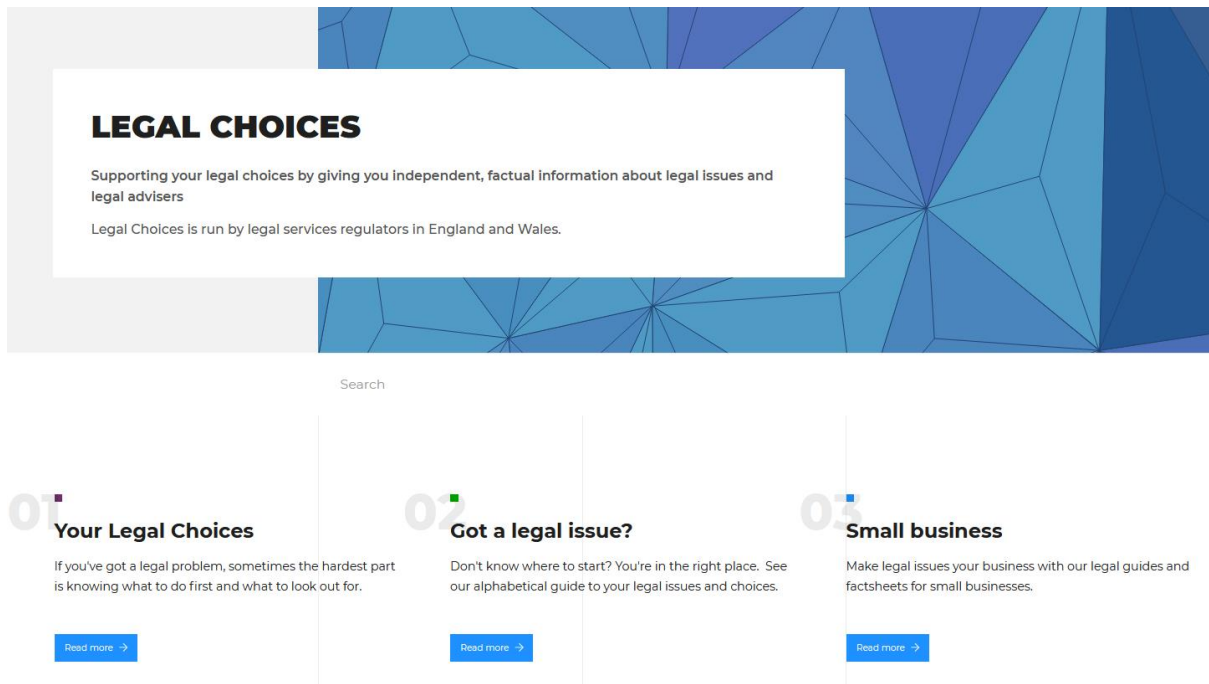 LEGAL CHOICES
Supporting your legal choices by giving you independent, factual information about legal issues and
legal advisers
Legal Choices is run by legal services regulators in England and Wales.
Search
01
Your Legal Choices
If you've got a legal problem, sometimes the hardest part
is knowing what to do first and what to look out for.
Read more →
02
Got a legal issue?
Don't know where to start? You're in the right place. See
our alphabetical guide to your legal issues and choices.
Read more →
03
Small business
Make legal issues your business with our legal guides and
factsheets for small businesses.
Read more →